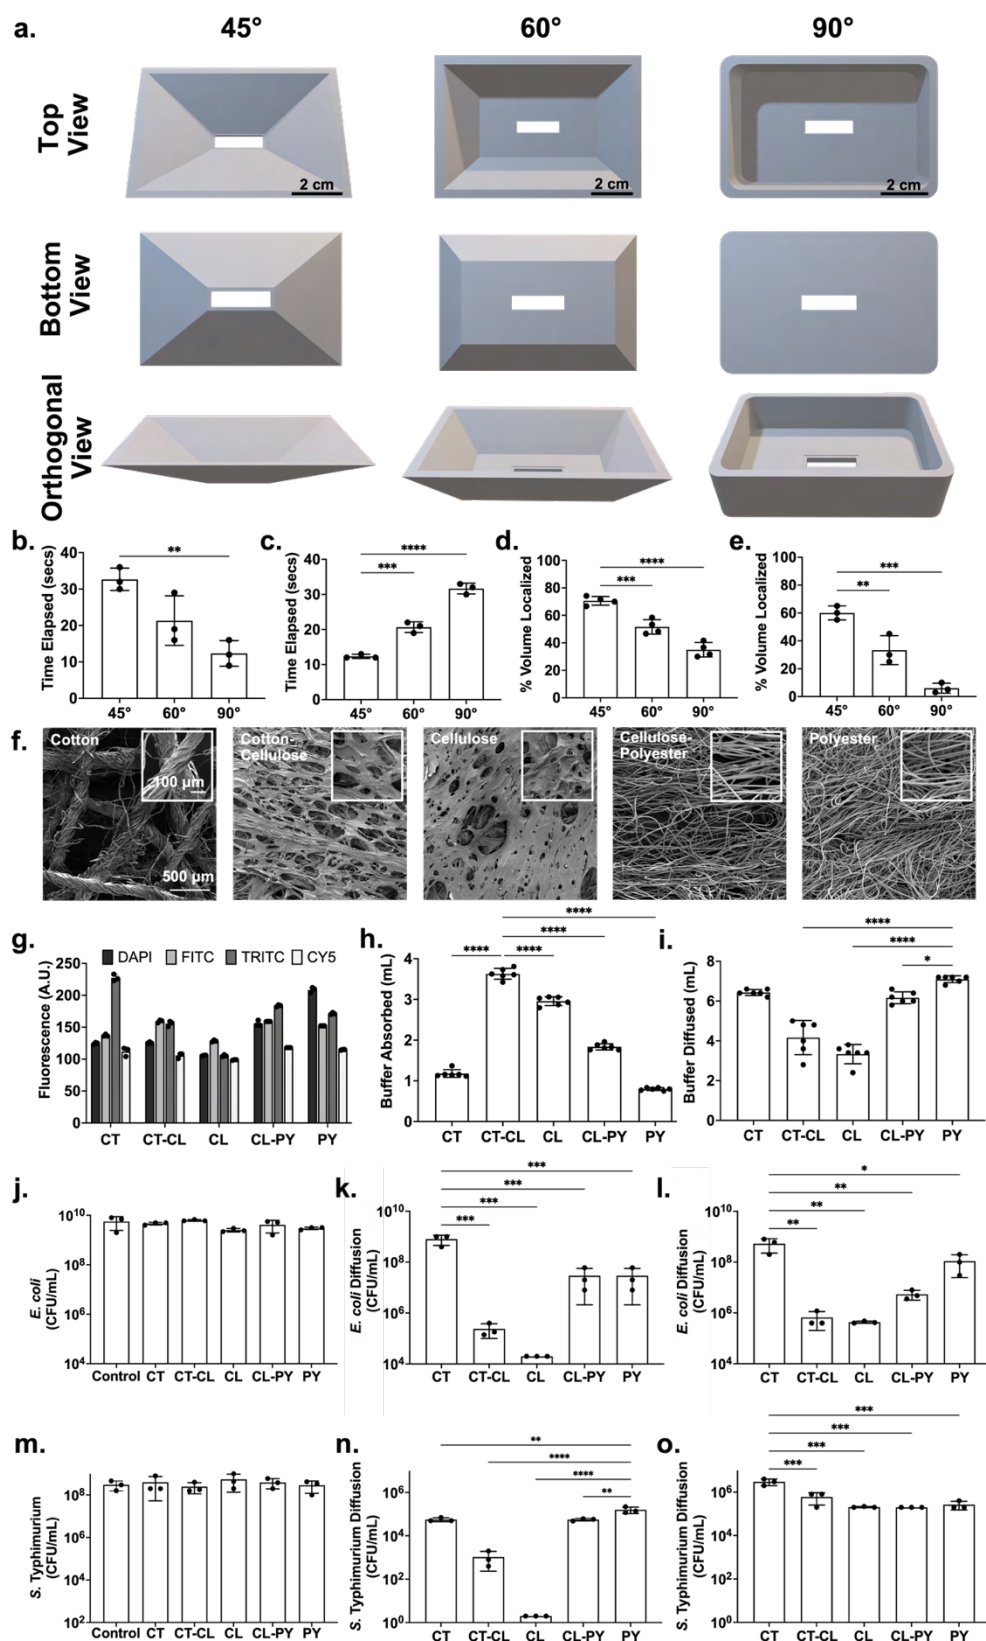 a. 45° 60° 90°
Top View
2 cm 2 cm 2 cm
Bottom View
Orthogonal View
b. c. d. e.
Time Elapsed (secs)
40
30
20
10
0
**
45° 60° 90°
Time Elapsed (secs)
40
30
20
10
0
****
***
45° 60° 90°
% Volume Localized
100
80
60
40
20
0
****
***
45° 60° 90°
% Volume Localized
100
80
60
40
20
0
***
**
45° 60° 90°
f.
Cotton
100 μm
500 μm
Cotton-
Cellulose
Cellulose
Cellulose-
Polyester
Polyester
g.
DAPI FITC TRITC CY5
Fluorescence (A.U.)
250
200
150
100
50
0
CT CT-CL CL CL-PY PY
h.
Buffer Absorbed (mL)
4
3
2
1
0
****
****
**** ****
CT CT-CL CL CL-PY PY
i.
Buffer Diffused (mL)
8
6
4
2
0
****
****
*
CT CT-CL CL CL-PY PY
j.
E. coli
(CFU/mL)
10¹⁰
10⁸
10⁶
10⁴
Control CT CT-CL CL CL-PY PY
k.
E. coli Diffusion
(CFU/mL)
10¹⁰
10⁸
10⁶
10⁴
***
***
***
***
CT CT-CL CL CL-PY PY
l.
E. coli Diffusion
(CFU/mL)
10¹⁰
10⁸
10⁶
10⁴
*
**
**
**
CT CT-CL CL CL-PY PY
m.
S. Typhimurium
(CFU/mL)
10⁸
10⁶
10⁴
10²
Control CT CT-CL CL CL-PY PY
n.
S. Typhimurium Diffusion
(CFU/mL)
10⁶
10⁴
10²
10⁰
**
****
****
**
CT CT-CL CL CL-PY PY
o.
S. Typhimurium Diffusion
(CFU/mL)
10⁶
10⁴
10²
10⁰
***
***
***
***
CT CT-CL CL CL-PY PY